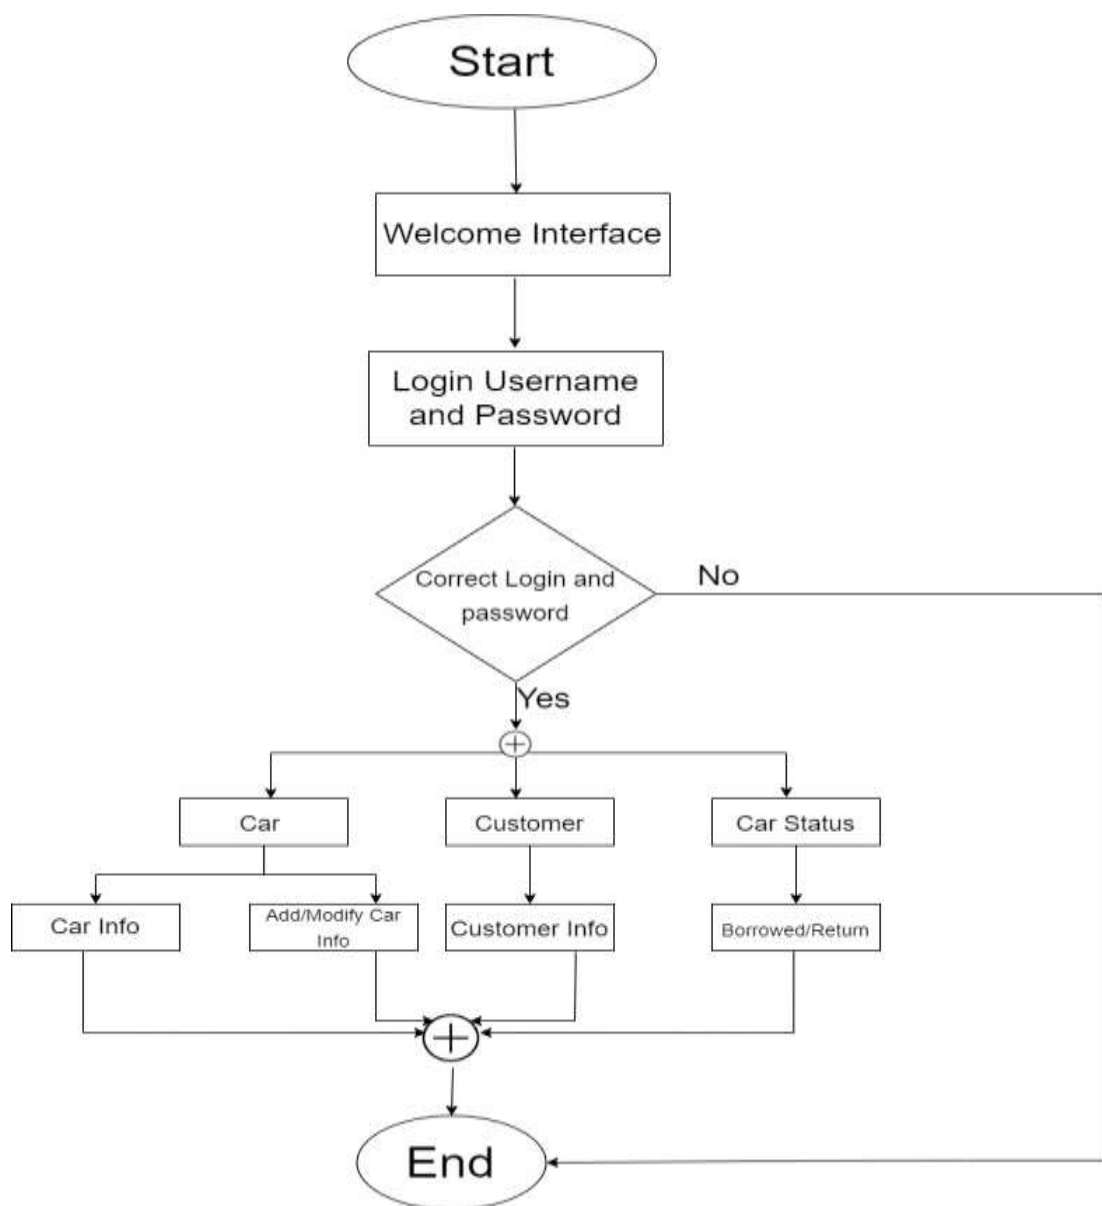 Start
Welcome Interface
Login Username
and Password
Correct Login and
password
No
Yes
Car
Customer
Car Status
Car Info
Add/Modify Car
Info
Customer Info
Borrowed/Return
End